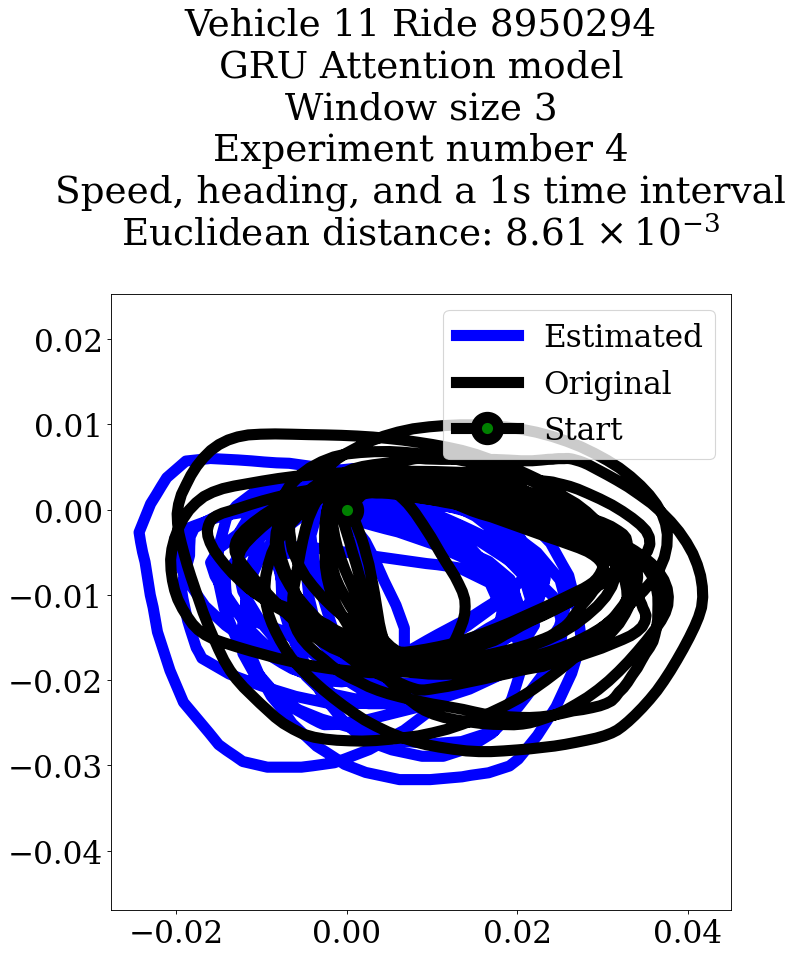 Vehicle 11 Ride 8950294
GRU Attention model
Window size 3
Experiment number 4
Speed, heading, and a 1s time interval
Euclidean distance: 8.61 × 10⁻³
Estimated
Original
Start
0.02
0.01
0.00
−0.01
−0.02
−0.03
−0.04
−0.02 0.00 0.02 0.04